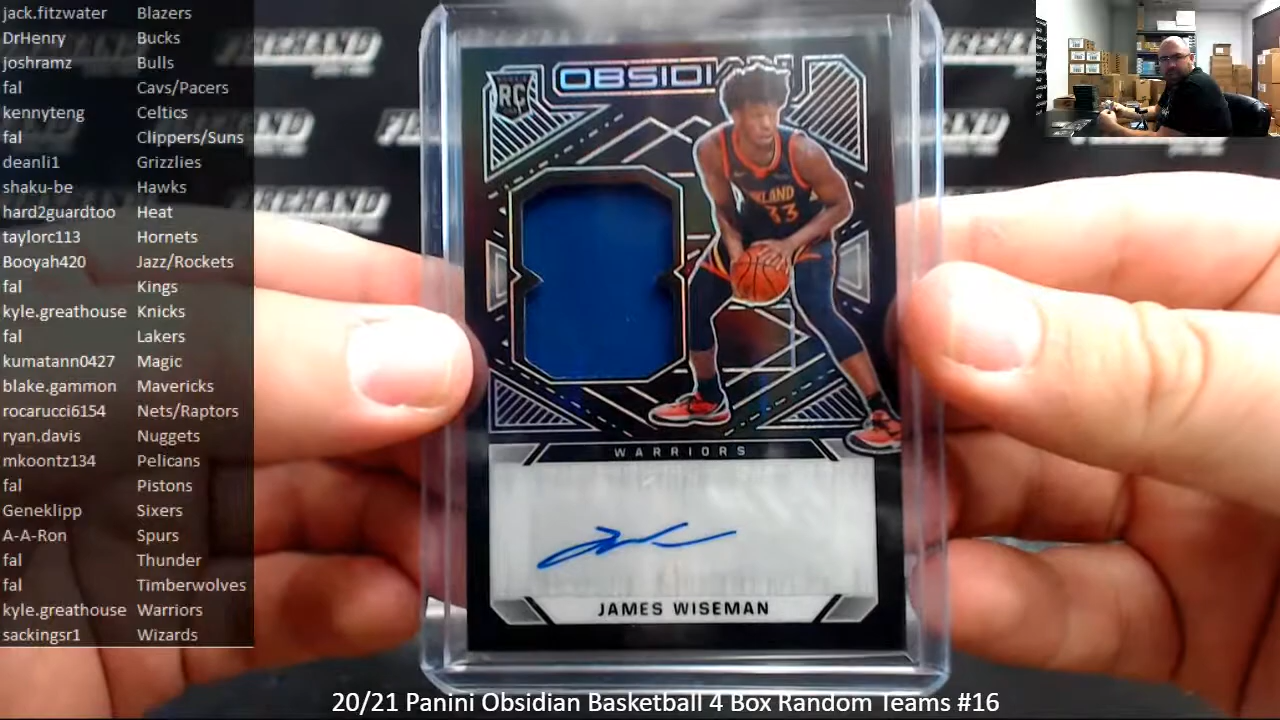 jack.fitzwater Blazers
DrHenry Bucks
joshramz Bulls
fal Cavs/Pacers
kennyteng Celtics
fal Clippers/Suns
deanli1 Grizzlies
shaku-be Hawks
hard2guardtoo Heat
taylorc113 Hornets
Booyah420 Jazz/Rockets
fal Kings
kyle.greathouse Knicks
fal Lakers
kumatann0427 Magic
blake.gammon Mavericks
rocarucci6154 Nets/Raptors
ryan.davis Nuggets
mkoontz134 Pelicans
fal Pistons
Geneklipp Sixers
A-A-Ron Spurs
fal Thunder
fal Timberwolves
kyle.greathouse Warriors
sackingsr1 Wizards
RC
OBSIDI
KLAND
33
WARRIORS
JAMES WISEMAN
20/21 Panini Obsidian Basketball 4 Box Random Teams #16